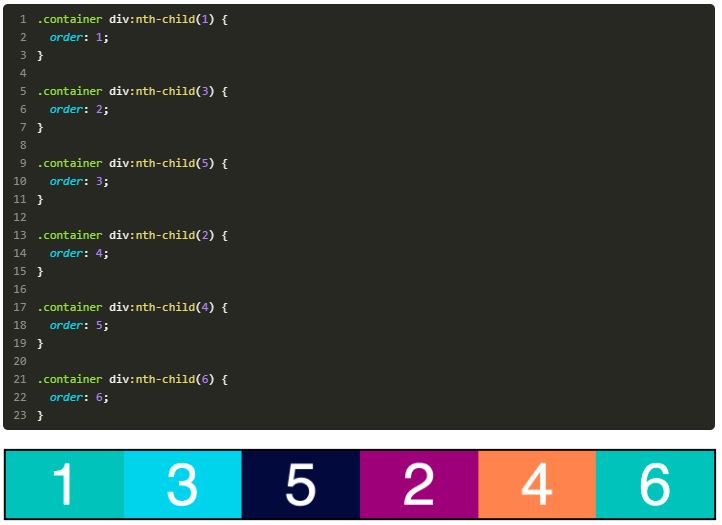 1 .container div:nth-child(1) {
2   order: 1;
3 }
4
5 .container div:nth-child(3) {
6   order: 2;
7 }
8
9 .container div:nth-child(5) {
10   order: 3;
11 }
12
13 .container div:nth-child(2) {
14   order: 4;
15 }
16
17 .container div:nth-child(4) {
18   order: 5;
19 }
20
21 .container div:nth-child(6) {
22   order: 6;
23 }
1 3 5 2 4 6